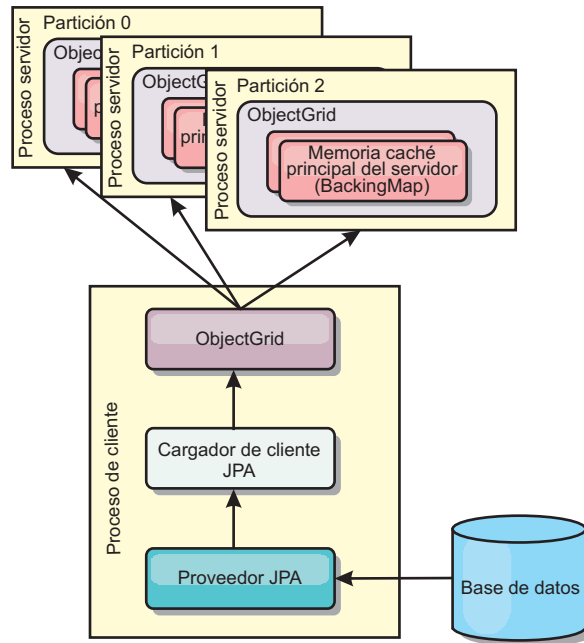 Proceso servidor
Partición 0
Proceso servidor
Partición 1
ObjectG
Proceso servidor
Partición 2
ObjectGrid
Memoria caché
principal del servidor
(BackingMap)
Proceso de cliente
ObjectGrid
Cargador de cliente
JPA
Proveedor JPA
Base de datos